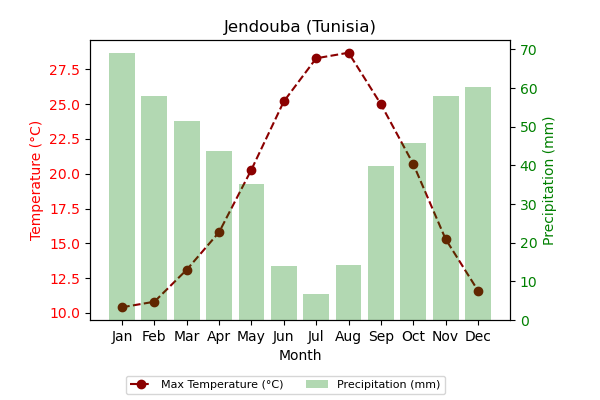 Jendouba (Tunisia)
27.5
25.0
22.5
20.0
17.5
15.0
12.5
10.0
Temperature (°C)
70
60
50
40
30
20
10
0
Precipitation (mm)
Jan Feb Mar Apr May Jun Jul Aug Sep Oct Nov Dec
Month
Max Temperature (°C) Precipitation (mm)